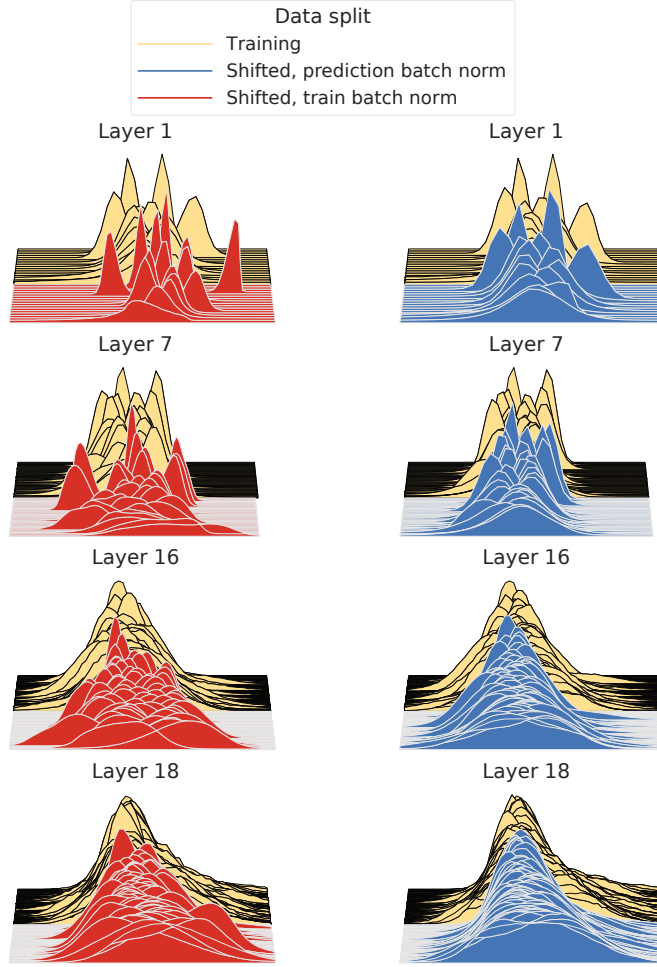 Data split
Training
Shifted, prediction batch norm
Shifted, train batch norm
Layer 1
Layer 1
Layer 7
Layer 7
Layer 16
Layer 16
Layer 18
Layer 18